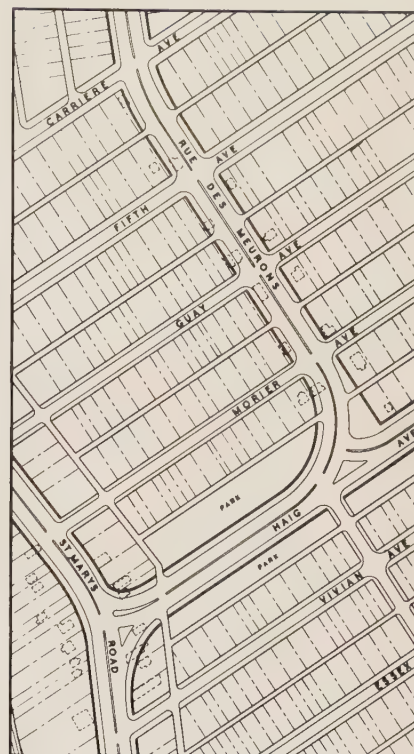 CARRIERE AVE
RUE DES MEURONS
FIFTH AVE
GUAY AVE
MORIER AVE
PARK
HAIG AVE
PARK
VIVIAN AVE
ST MARYS ROAD
ESSEX